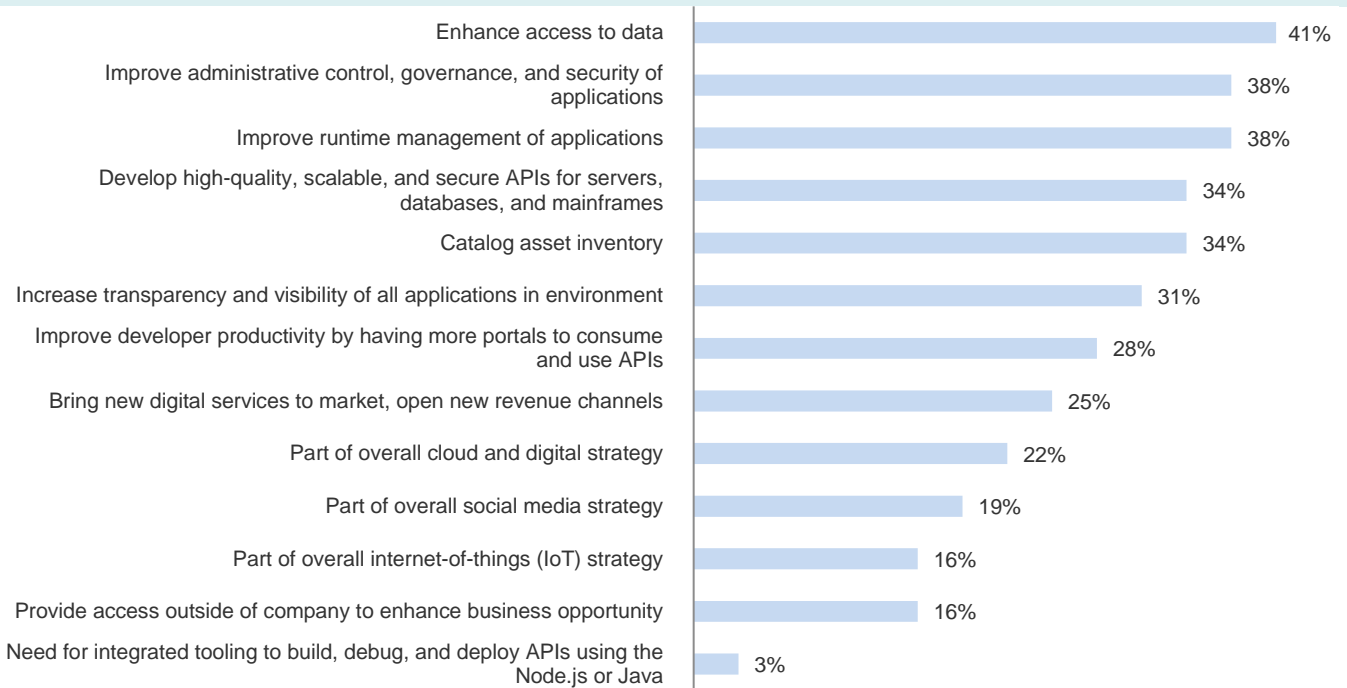 Enhance access to data 41%
Improve administrative control, governance, and security of
applications 38%
Improve runtime management of applications 38%
Develop high-quality, scalable, and secure APIs for servers,
databases, and mainframes 34%
Catalog asset inventory 34%
Increase transparency and visibility of all applications in environment 31%
Improve developer productivity by having more portals to consume
and use APIs 28%
Bring new digital services to market, open new revenue channels 25%
Part of overall cloud and digital strategy 22%
Part of overall social media strategy 19%
Part of overall internet-of-things (IoT) strategy 16%
Provide access outside of company to enhance business opportunity 16%
Need for integrated tooling to build, debug, and deploy APIs using the
Node.js or Java 3%